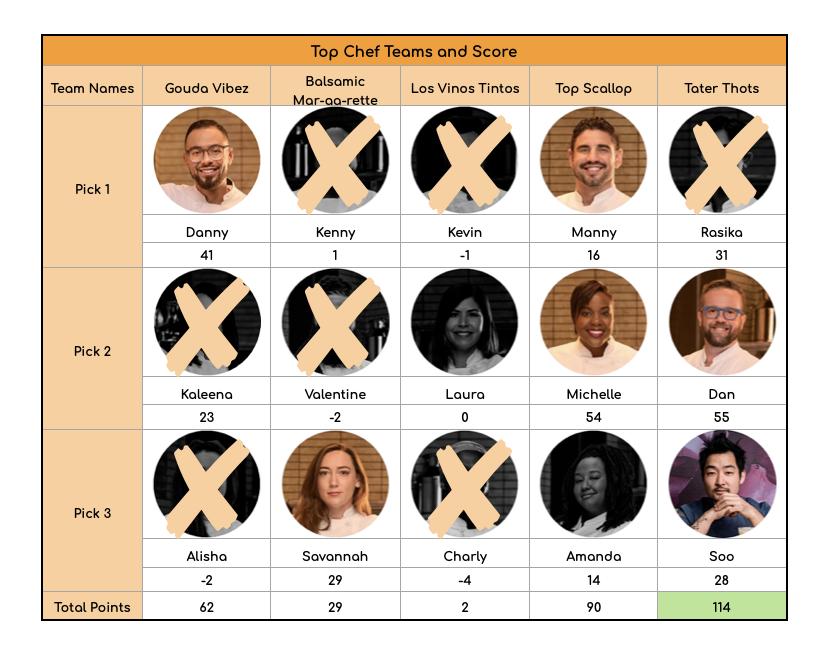 Top Chef Teams and Score
Team Names Gouda Vibez Balsamic Mar-ga-rette Los Vinos Tintos Top Scallop Tater Thots
Pick 1
Danny Kenny Kevin Manny Rasika
41 1 -1 16 31
Pick 2
Kaleena Valentine Laura Michelle Dan
23 -2 0 54 55
Pick 3
Alisha Savannah Charly Amanda Soo
-2 29 -4 14 28
Total Points 62 29 2 90 114